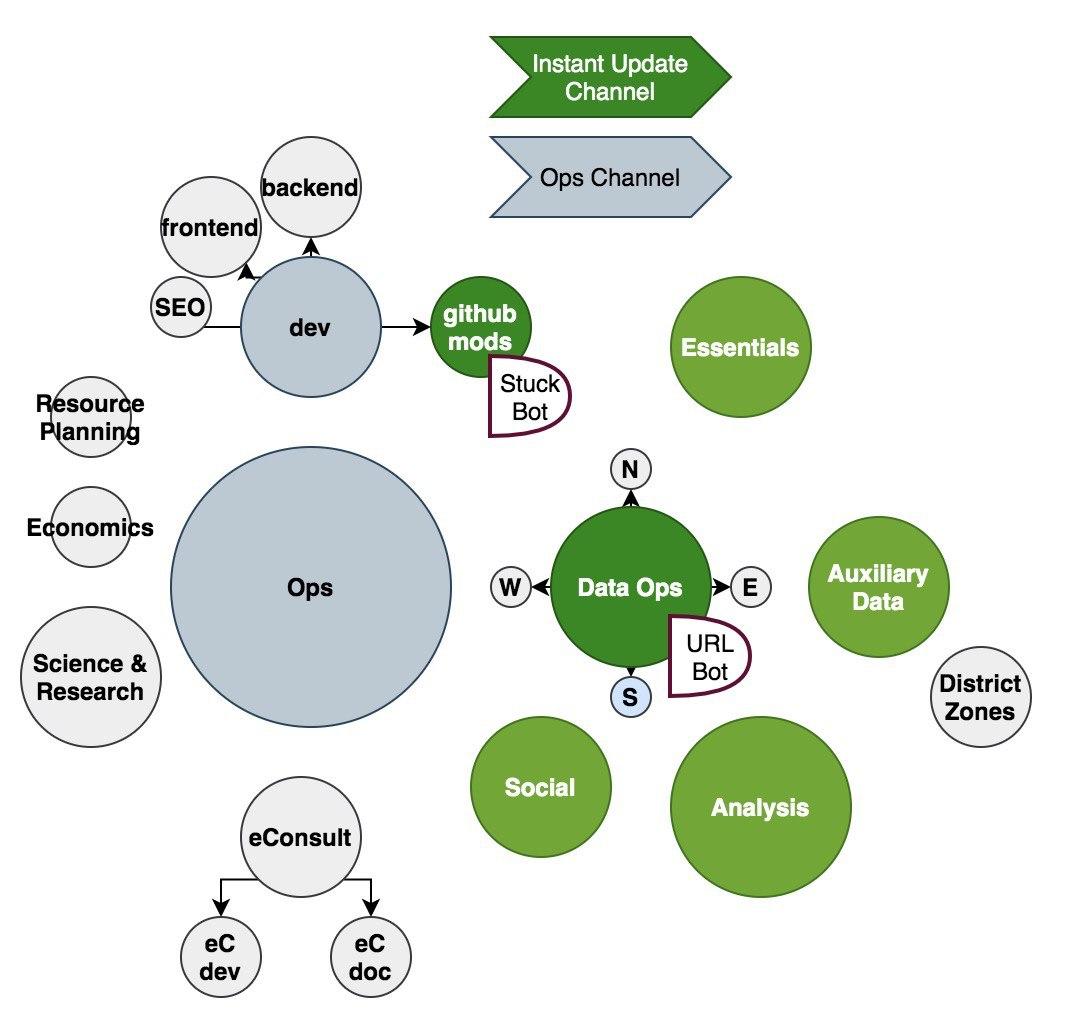 Instant Update
Channel
Ops Channel
backend
frontend
SEO
dev
github
mods
Stuck
Bot
Essentials
Resource
Planning
Economics
Science &
Research
Ops
N
W
Data Ops
E
S
URL
Bot
Auxiliary
Data
District
Zones
Social
Analysis
eConsult
eC
dev
eC
doc